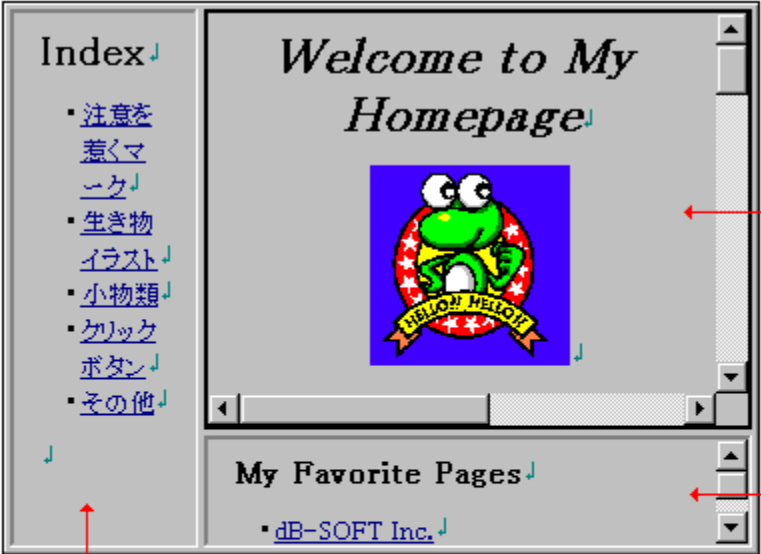 Index
注意を
惹くマ
ーク
生き物
イラスト
小物類
クリック
ボタン
その他
Welcome to My
Homepage
HELLOW HELLOW
My Favorite Pages
dB-SOFT Inc.